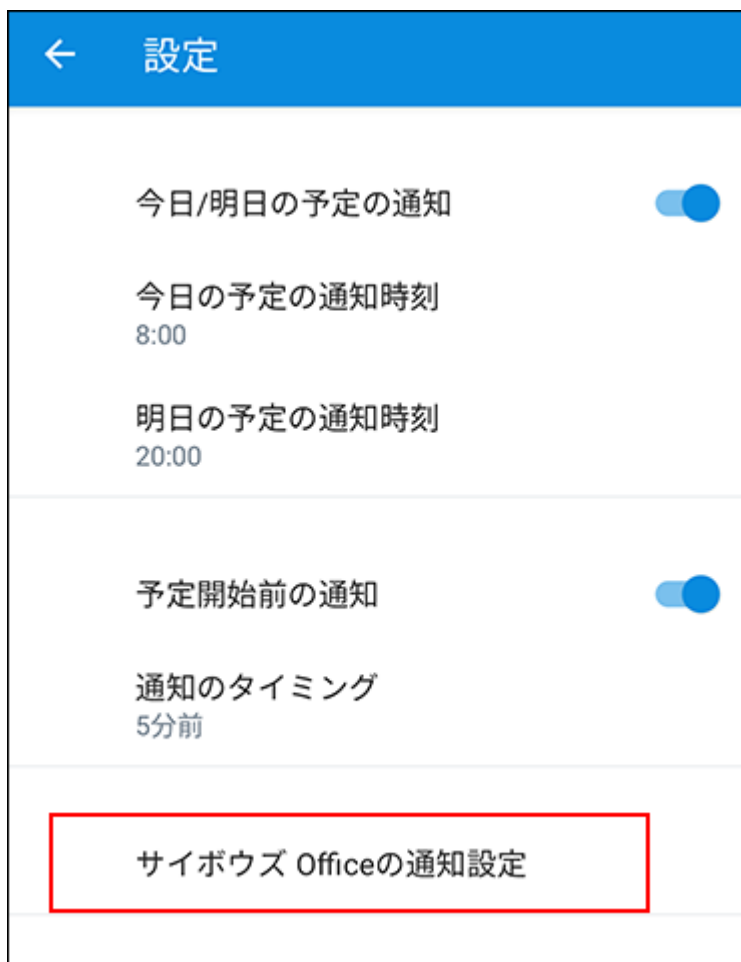 設定
今日/明日の予定の通知
今日の予定の通知時刻
8:00
明日の予定の通知時刻
20:00
予定開始前の通知
通知のタイミング
5分前
サイボウズ Officeの通知設定